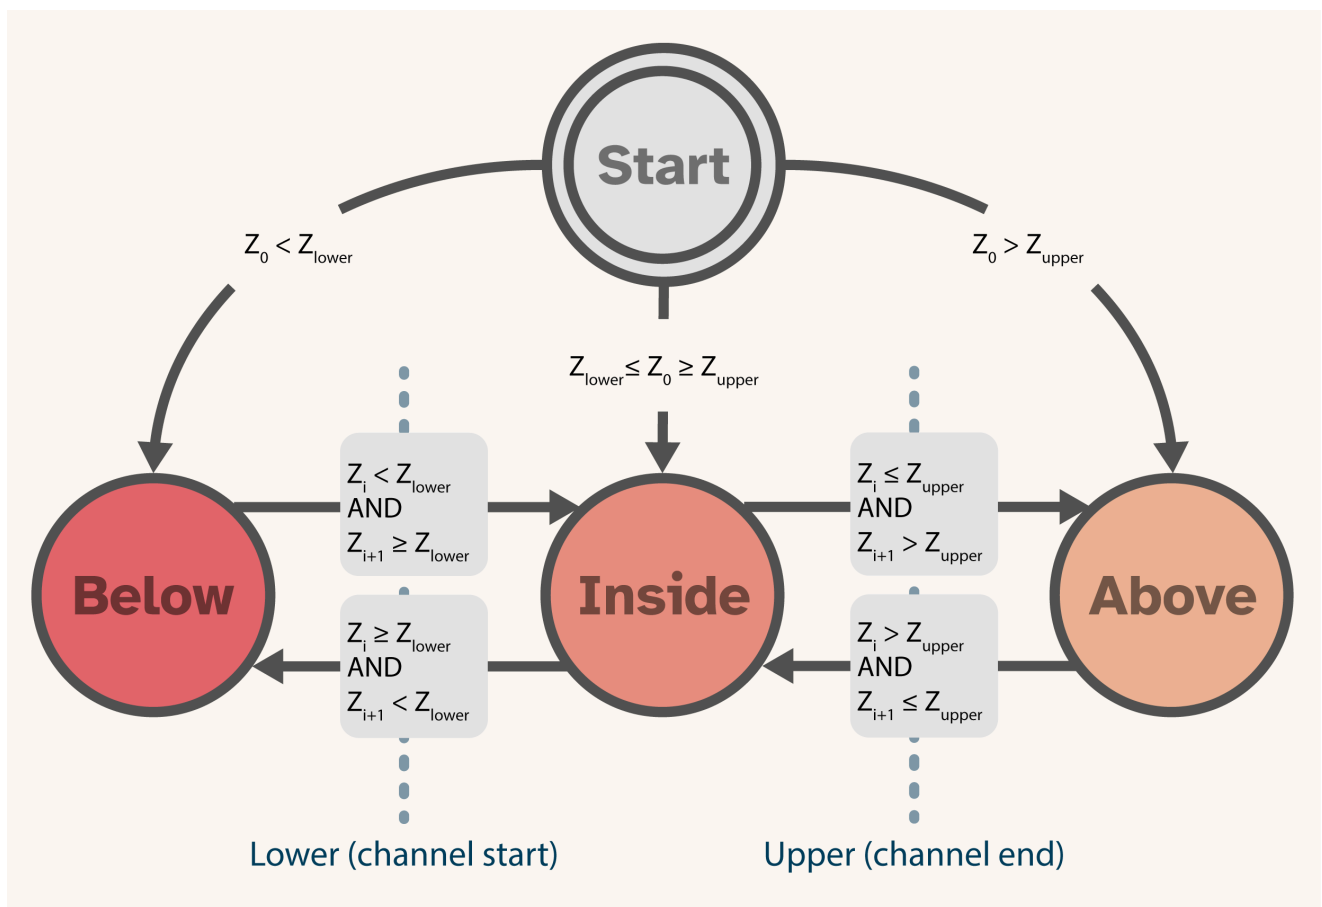 Start
Z0 < Zlower
Z0 > Zupper
Zlower ≤ Z0 ≥ Zupper
Zi < Zlower
AND
Zi+1 ≥ Zlower
Zi ≤ Zupper
AND
Zi+1 > Zupper
Below
Inside
Above
Zi ≥ Zlower
AND
Zi+1 < Zlower
Zi > Zupper
AND
Zi+1 ≤ Zupper
Lower (channel start)
Upper (channel end)